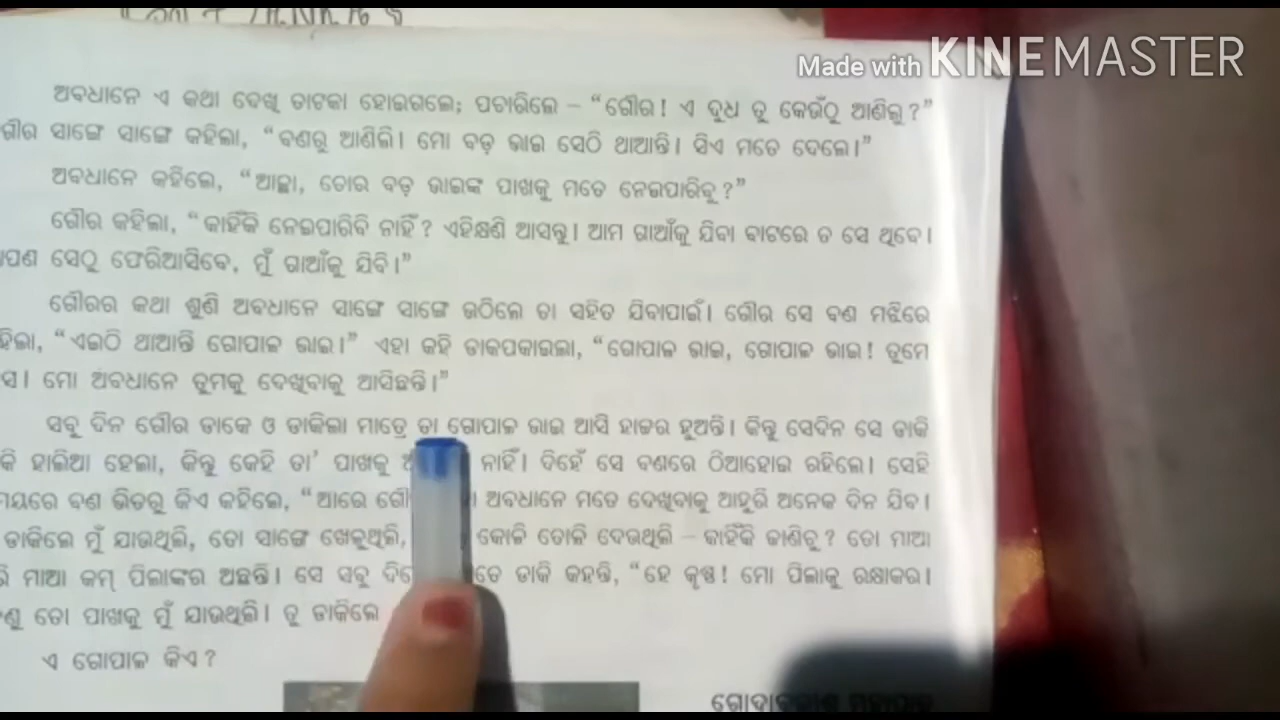 Made with KINEMASTER
ଅବଧାନେ ଏ କଥା ଦେଖି ତାଟକା ହୋଇଗଲେ; ପଚାରିଲେ – “ଗୌର! ଏ ଦୁଧ ତୁ କେଉଁଠୁ ଆଣିଲୁ?”
ଗୌର ସାଙ୍ଗେ ସାଙ୍ଗେ କହିଲା, “ବଣରୁ ଆଣିଲି। ମୋ ବଡ଼ ଭାଇ ସେଠି ଥାଆନ୍ତି। ସିଏ ମତେ ଦେଲେ।”
ଅବଧାନେ କହିଲେ, “ଆଚ୍ଛା, ତୋର ବଡ଼ ଭାଇଙ୍କ ପାଖକୁ ମତେ ନେଇପାରିବୁ?”
ଗୌର କହିଲା, “କାହିଁକି ନେଇପାରିବି ନାହିଁ? ଏହିକ୍ଷଣି ଆସନ୍ତୁ। ଆମ ଗାଆଁକୁ ଯିବା ବାଟରେ ତ ସେ ଥିବେ।
ପଣ ସେଠୁ ଫେରିଆସିବେ, ମୁଁ ଗାଆଁକୁ ଯିବି।”
ଗୌରର କଥା ଶୁଣି ଅବଧାନେ ସାଙ୍ଗେ ସାଙ୍ଗେ ଉଠିଲେ ତା ସହିତ ଯିବାପାଇଁ। ଗୌର ସେ ବଣ ମଝିରେ
ହିଲା, “ଏଇଠି ଥାଆନ୍ତି ଗୋପାଳ ଭାଇ।” ଏହା କହି ଡାକପକାଇଲା, “ଗୋପାଳ ଭାଇ, ଗୋପାଳ ଭାଇ! ତୁମେ
ସ। ମୋ ଅବଧାନେ ତୁମକୁ ଦେଖିବାକୁ ଆସିଛନ୍ତି।”
ସବୁ ଦିନ ଗୌର ଡାକେ ଓ ଡାକିଲା ମାତ୍ରେ ତା ଗୋପାଳ ଭାଇ ଆସି ହାଜର ହୁଅନ୍ତି। କିନ୍ତୁ ସେଦିନ ସେ ଡାକି
କି ହାଲିଆ ହେଲା, କିନ୍ତୁ କେହି ତା’ ପାଖକୁ ନାହିଁ। ଦିହେଁ ସେ ବଣରେ ଠିଆହୋଇ ରହିଲେ। ସେହି
ମୟରେ ବଣ ଭିତରୁ କିଏ କହିଲେ, “ଆରେ ଗୌ ଅବଧାନେ ମତେ ଦେଖିବାକୁ ଆହୁରି ଅନେକ ଦିନ ଯିବ।
ଡାକିଲେ ମୁଁ ଯାଉଥିଲି, ତୋ ସାଙ୍ଗେ ଖେଳୁଥିଲି, କୋଳି ତୋଳି ଦେଉଥିଲି – କାହିଁକି ଜାଣିଚୁ? ତୋ ମାଆ
ରି ମାଆ କମ୍ ପିଲାଙ୍କର ଅଛନ୍ତି। ସେ ସବୁ ଦି ତେ ଡାକି କହନ୍ତି, “ହେ କୃଷ୍ଣ! ମୋ ପିଲାକୁ ରକ୍ଷାକର।
ଣୁ ତୋ ପାଖକୁ ମୁଁ ଯାଉଥିଲି। ତୁ ଡାକିଲେ
ଏ ଗୋପାଳ କିଏ?